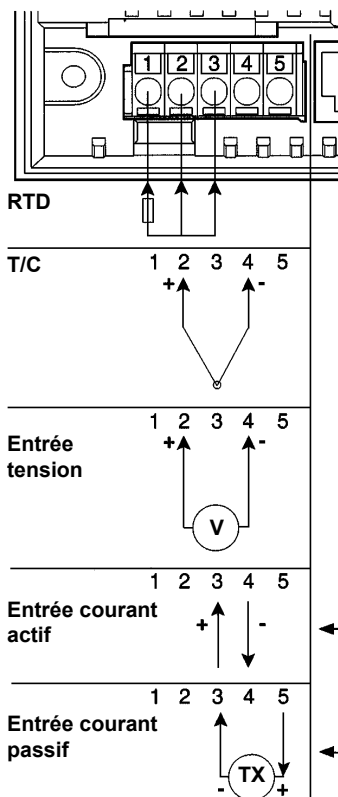 1 2 3 4 5
RTD
T/C
1 2 3 4 5
+ -
1 2 3 4 5
Entrée
tension
+ -
V
1 2 3 4 5
Entrée courant
actif
+ -
1 2 3 4 5
Entrée courant
passif
- TX +